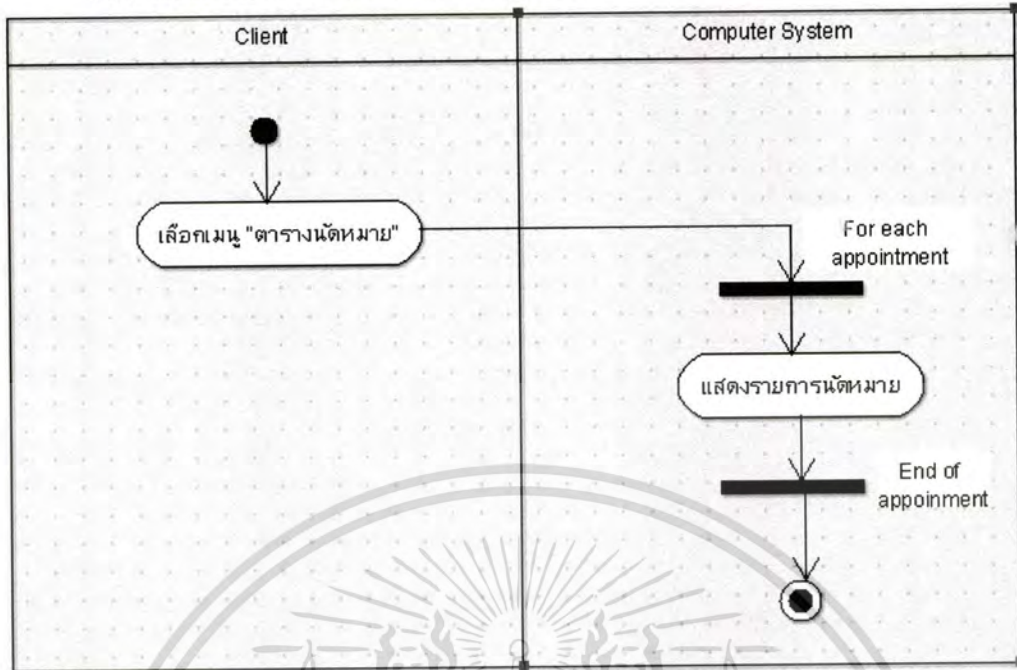 Client
Computer System
เลือกเมนู "ตารางนัดหมาย"
For each
appointment
แสดงรายการนัดหมาย
End of
appoinment